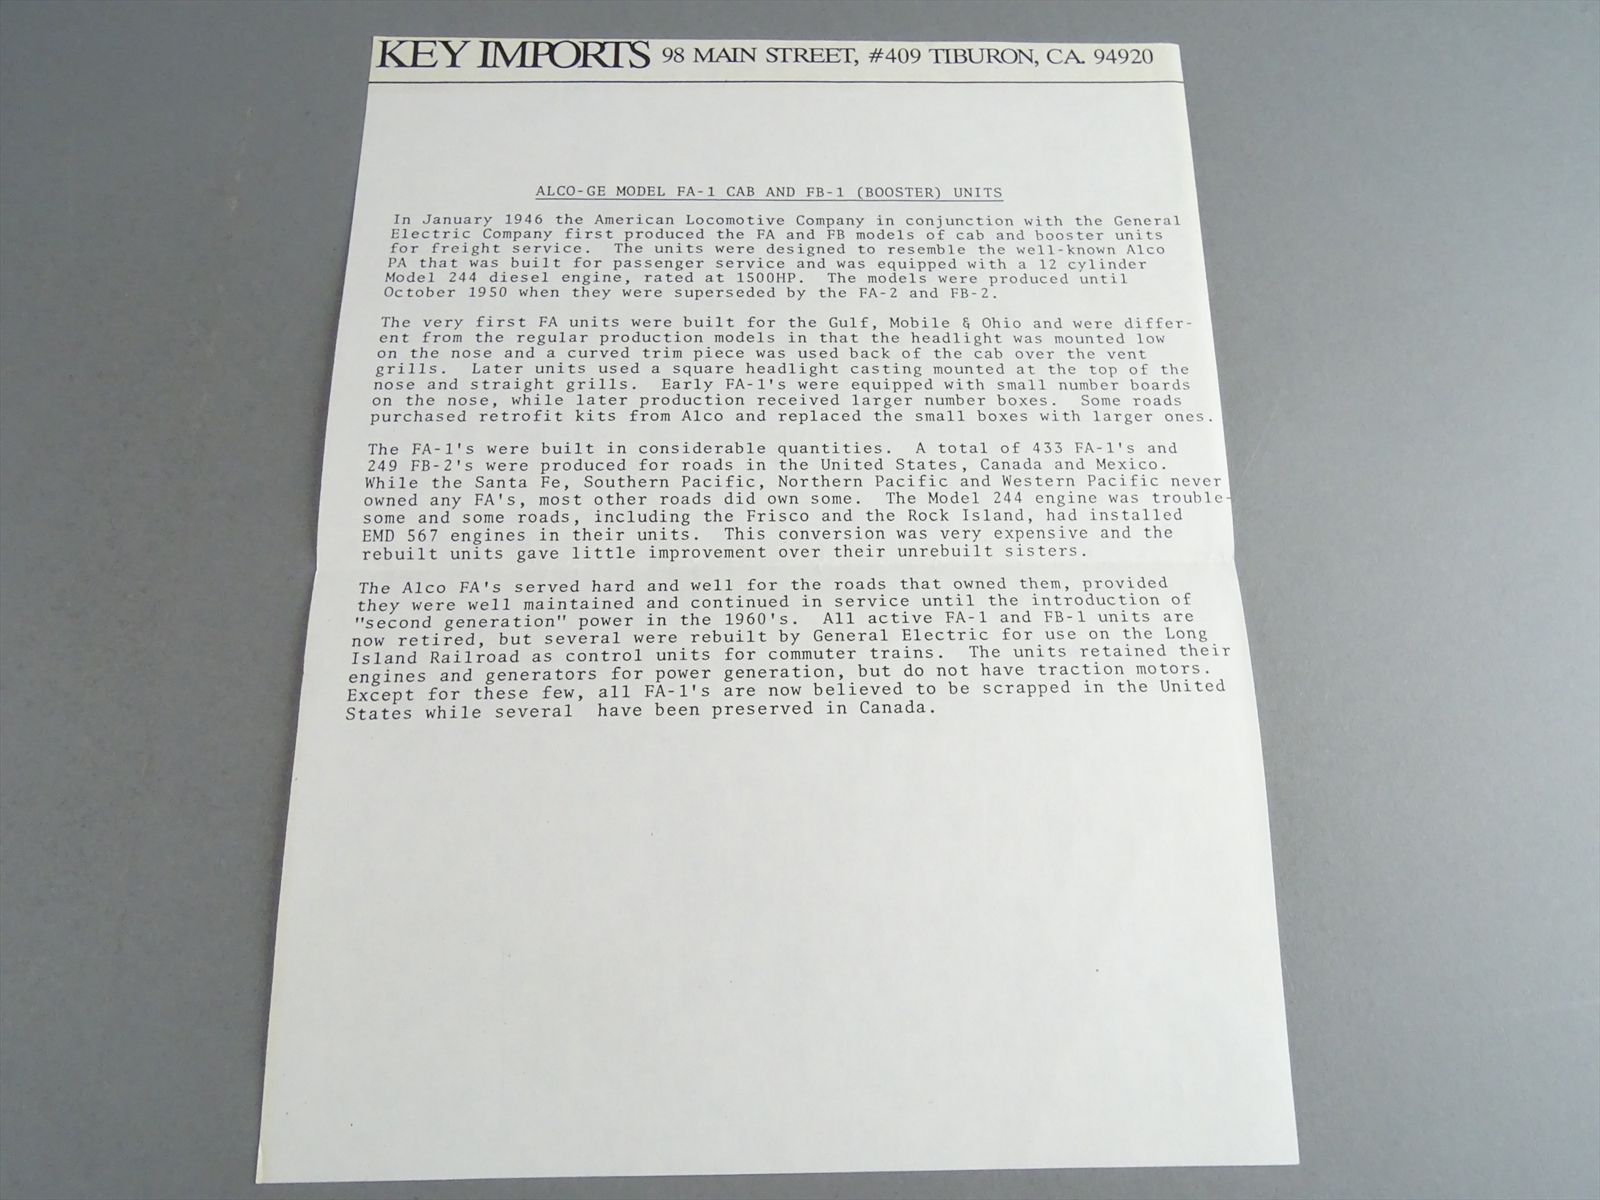 KEY IMPORTS 98 MAIN STREET, #409 TIBURON, CA. 94920
ALCO-GE MODEL FA-1 CAB AND FB-1 (BOOSTER) UNITS
In January 1946 the American Locomotive Company in conjunction with the General
Electric Company first produced the FA and FB models of cab and booster units
for freight service. The units were designed to resemble the well-known Alco
PA that was built for passenger service and was equipped with a 12 cylinder
Model 244 diesel engine, rated at 1500HP. The models were produced until
October 1950 when they were superseded by the FA-2 and FB-2.
The very first FA units were built for the Gulf, Mobile & Ohio and were differ-
ent from the regular production models in that the headlight was mounted low
on the nose and a curved trim piece was used back of the cab over the vent
grills. Later units used a square headlight casting mounted at the top of the
nose and straight grills. Early FA-1's were equipped with small number boards
on the nose, while later production received larger number boxes. Some roads
purchased retrofit kits from Alco and replaced the small boxes with larger ones.
The FA-1's were built in considerable quantities. A total of 433 FA-1's and
249 FB-2's were produced for roads in the United States, Canada and Mexico.
While the Santa Fe, Southern Pacific, Northern Pacific and Western Pacific never
owned any FA's, most other roads did own some. The Model 244 engine was trouble-
some and some roads, including the Frisco and the Rock Island, had installed
EMD 567 engines in their units. This conversion was very expensive and the
rebuilt units gave little improvement over their unrebuilt sisters.
The Alco FA's served hard and well for the roads that owned them, provided
they were well maintained and continued in service until the introduction of
"second generation" power in the 1960's. All active FA-1 and FB-1 units are
now retired, but several were rebuilt by General Electric for use on the Long
Island Railroad as control units for commuter trains. The units retained their
engines and generators for power generation, but do not have traction motors.
Except for these few, all FA-1's are now believed to be scrapped in the United
States while several have been preserved in Canada.